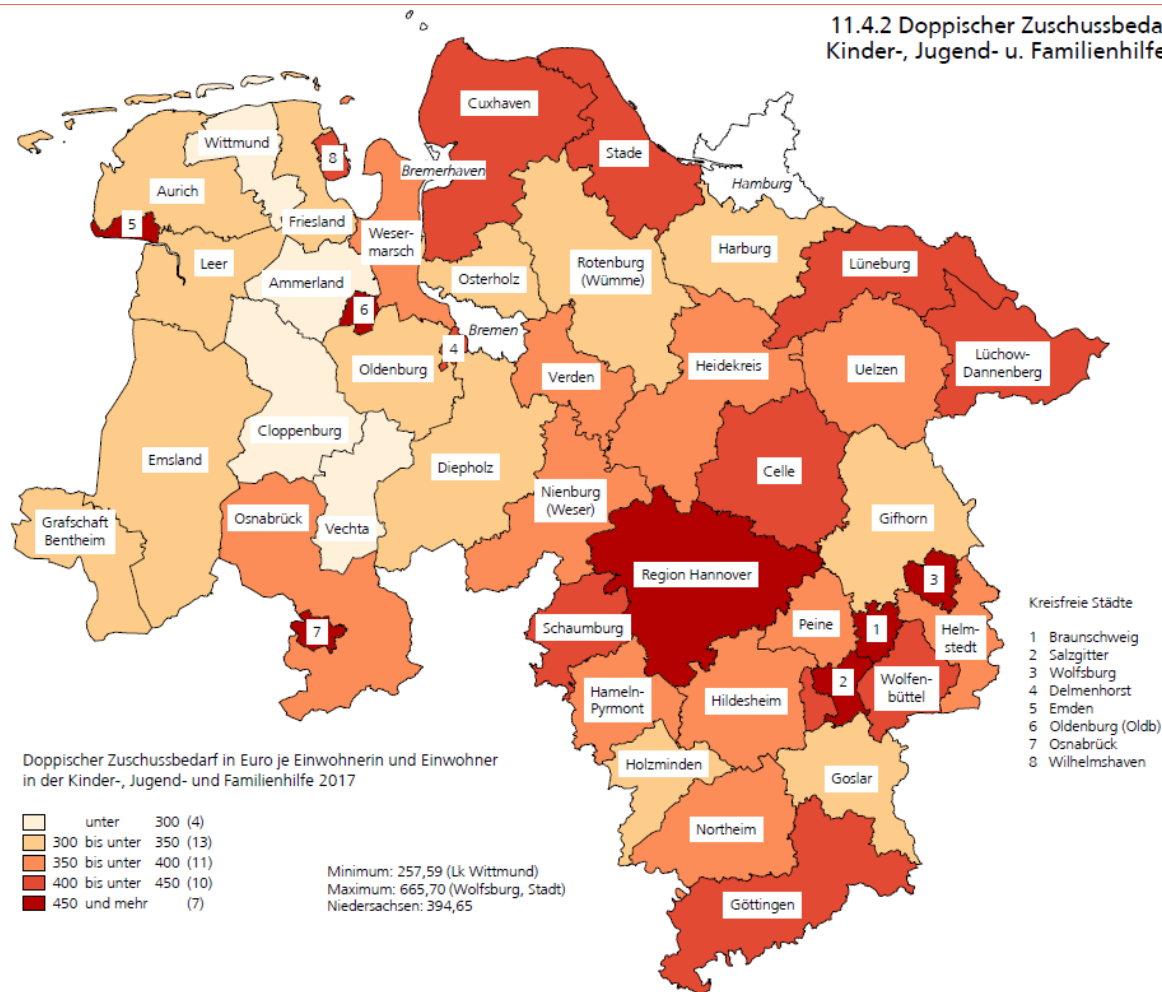 11.4.2 Doppischer Zuschussbeda
Kinder-, Jugend- u. Familienhilfe
Cuxhaven
Wittmund
Stade
8
Bremerhaven
Aurich
Hamburg
5
Friesland
Weser-
marsch
Harburg
Leer
Osterholz
Rotenburg
(Wümme)
Lüneburg
Ammerland
6
Bremen
4
Oldenburg
Verden
Heidekreis
Uelzen
Lüchow-
Dannenberg
Cloppenburg
Emsland
Diepholz
Celle
Nienburg
(Weser)
Osnabrück
Vechta
Gifhorn
Grafschaft
Bentheim
Region Hannover
3
Schaumburg
Peine
1
Helm-
stedt
7
2
Wolfen-
büttel
Hameln-
Pyrmont
Hildesheim
Holzminden
Goslar
Northeim
Göttingen
Kreisfreie Städte
1 Braunschweig
2 Salzgitter
3 Wolfsburg
4 Delmenhorst
5 Emden
6 Oldenburg (Oldb)
7 Osnabrück
8 Wilhelmshaven
Doppischer Zuschussbedarf in Euro je Einwohnerin und Einwohner
in der Kinder-, Jugend- und Familienhilfe 2017
unter 300 (4)
300 bis unter 350 (13)
350 bis unter 400 (11)
400 bis unter 450 (10)
450 und mehr (7)
Minimum: 257,59 (Lk Wittmund)
Maximum: 665,70 (Wolfsburg, Stadt)
Niedersachsen: 394,65